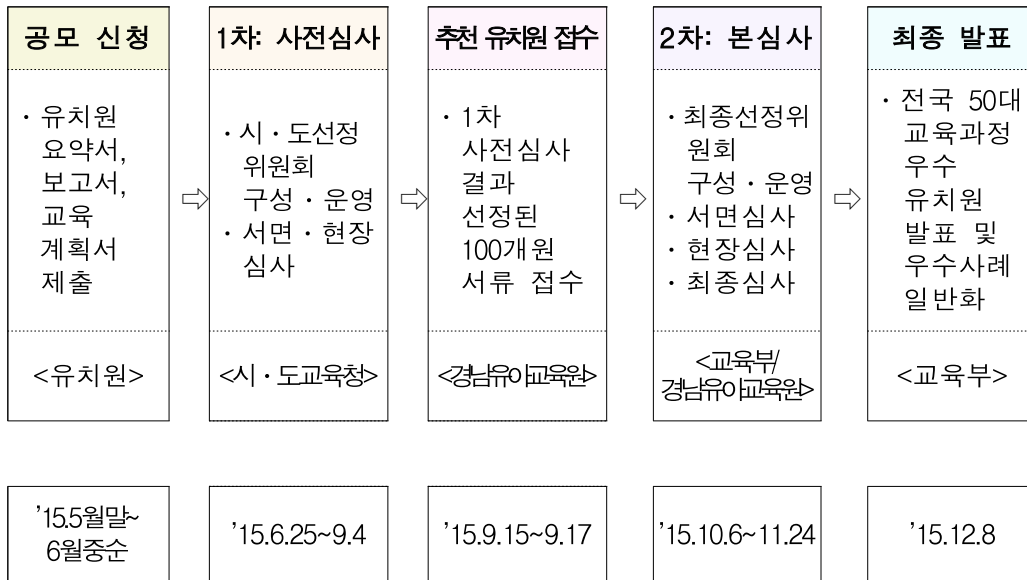 공모 신청
· 유치원
요약서,
보고서,
교육
계획서
제출
<유치원>
'15.5월말~
6월중순
1차: 사전심사
· 시 · 도선정
위원회
구성 · 운영
· 서면 · 현장
심사
<시 · 도교육청>
'15.6.25~9.4
추천 유치원 접수
· 1차
사전심사
결과
선정된
100개원
서류 접수
<경남유아교육원>
'15.9.15~9.17
2차: 본심사
· 최종선정위
원회
구성 · 운영
· 서면심사
· 현장심사
· 최종심사
<교육부/
경남유아교육원>
'15.10.6~11.24
최종 발표
· 전국 50대
교육과정
우수
유치원
발표 및
우수사례
일반화
<교육부>
'15.12.8